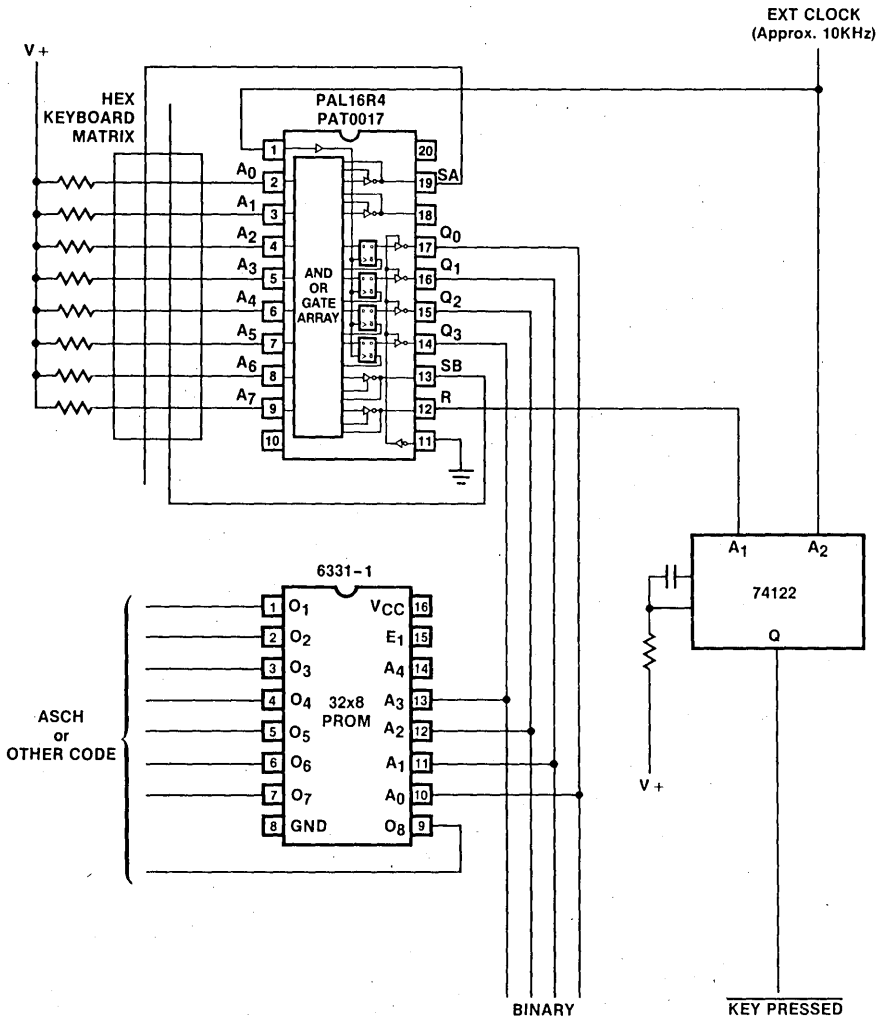 EXT CLOCK
(Approx. 10KHz)
V+
HEX
KEYBOARD
MATRIX
PAL16R4
PAT0017
1
20
A0
2
19
SA
A1
3
18
A2
4
17
Q0
A3
5
16
Q1
A4
6
15
Q2
A5
7
14
Q3
A6
8
13
SB
A7
9
12
R
10
11
AND
OR
GATE
ARRAY
A1
A2
74122
Q
V+
6331-1
1
O1
VCC
16
2
O2
E1
15
3
O3
A4
14
4
O4
A3
13
5
O5
A2
12
6
O6
A1
11
7
O7
A0
10
8
GND
O8
9
32x8
PROM
ASCH
or
OTHER CODE
BINARY
KEY PRESSED